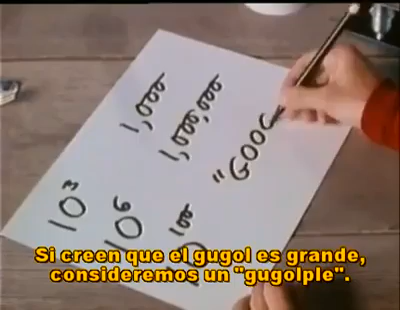 10³ 1,000
10⁶ 1,000,000
10¹⁰⁰ "GOOG
Si creen que el gugol es grande,
consideremos un "gugolple".